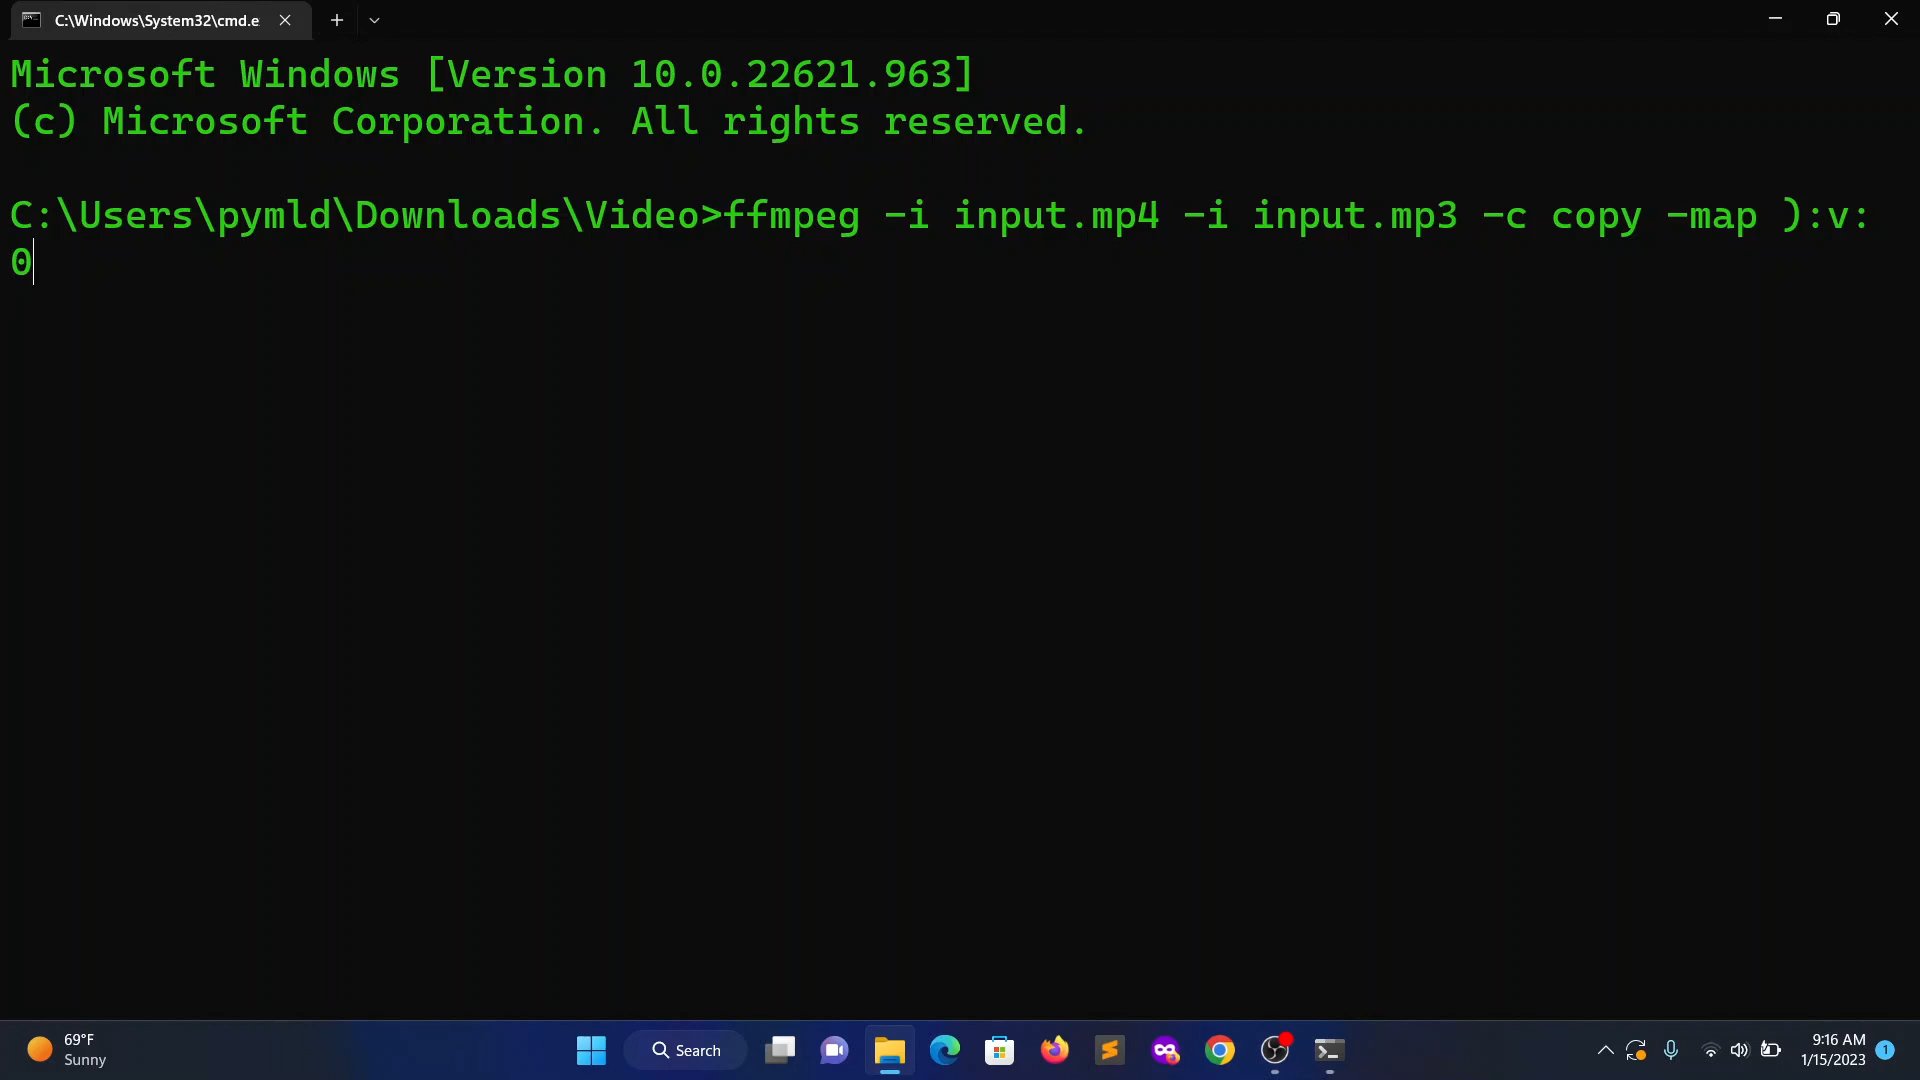 C:\Windows\System32\cmd.e
Microsoft Windows [Version 10.0.22621.963]
(c) Microsoft Corporation. All rights reserved.
C:\Users\pymld\Downloads\Video>ffmpeg -i input.mp4 -i input.mp3 -c copy -map ):v:
0
69°F
Sunny
Search
9:16 AM
1/15/2023
1